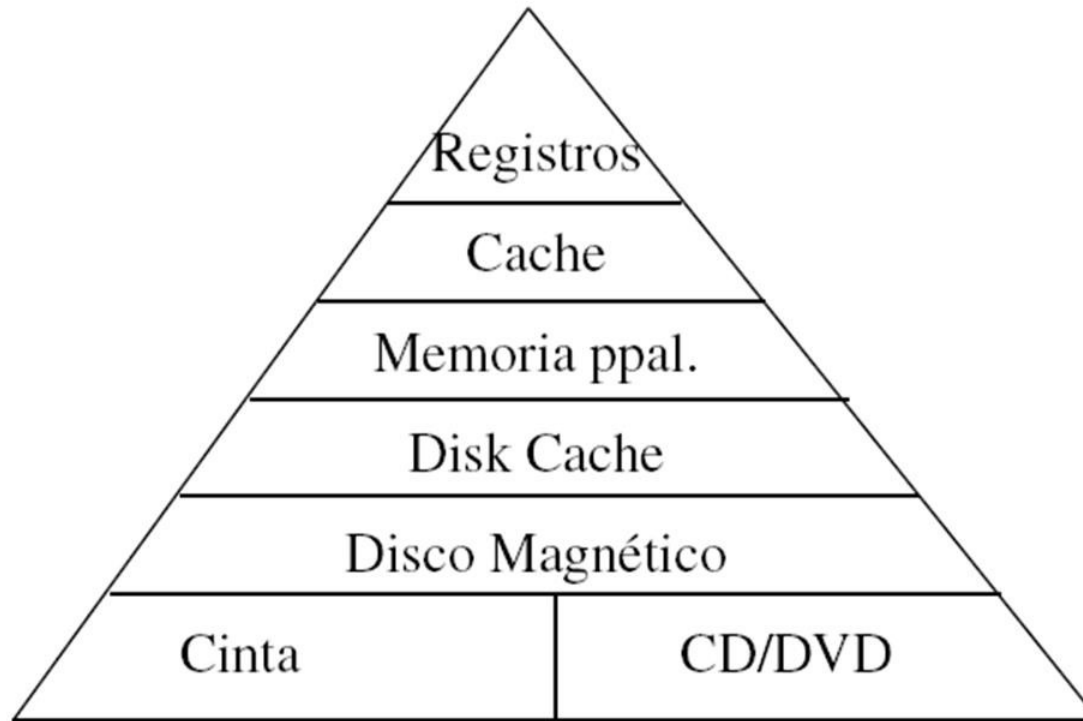 Registros
Cache
Memoria ppal.
Disk Cache
Disco Magnético
Cinta
CD/DVD